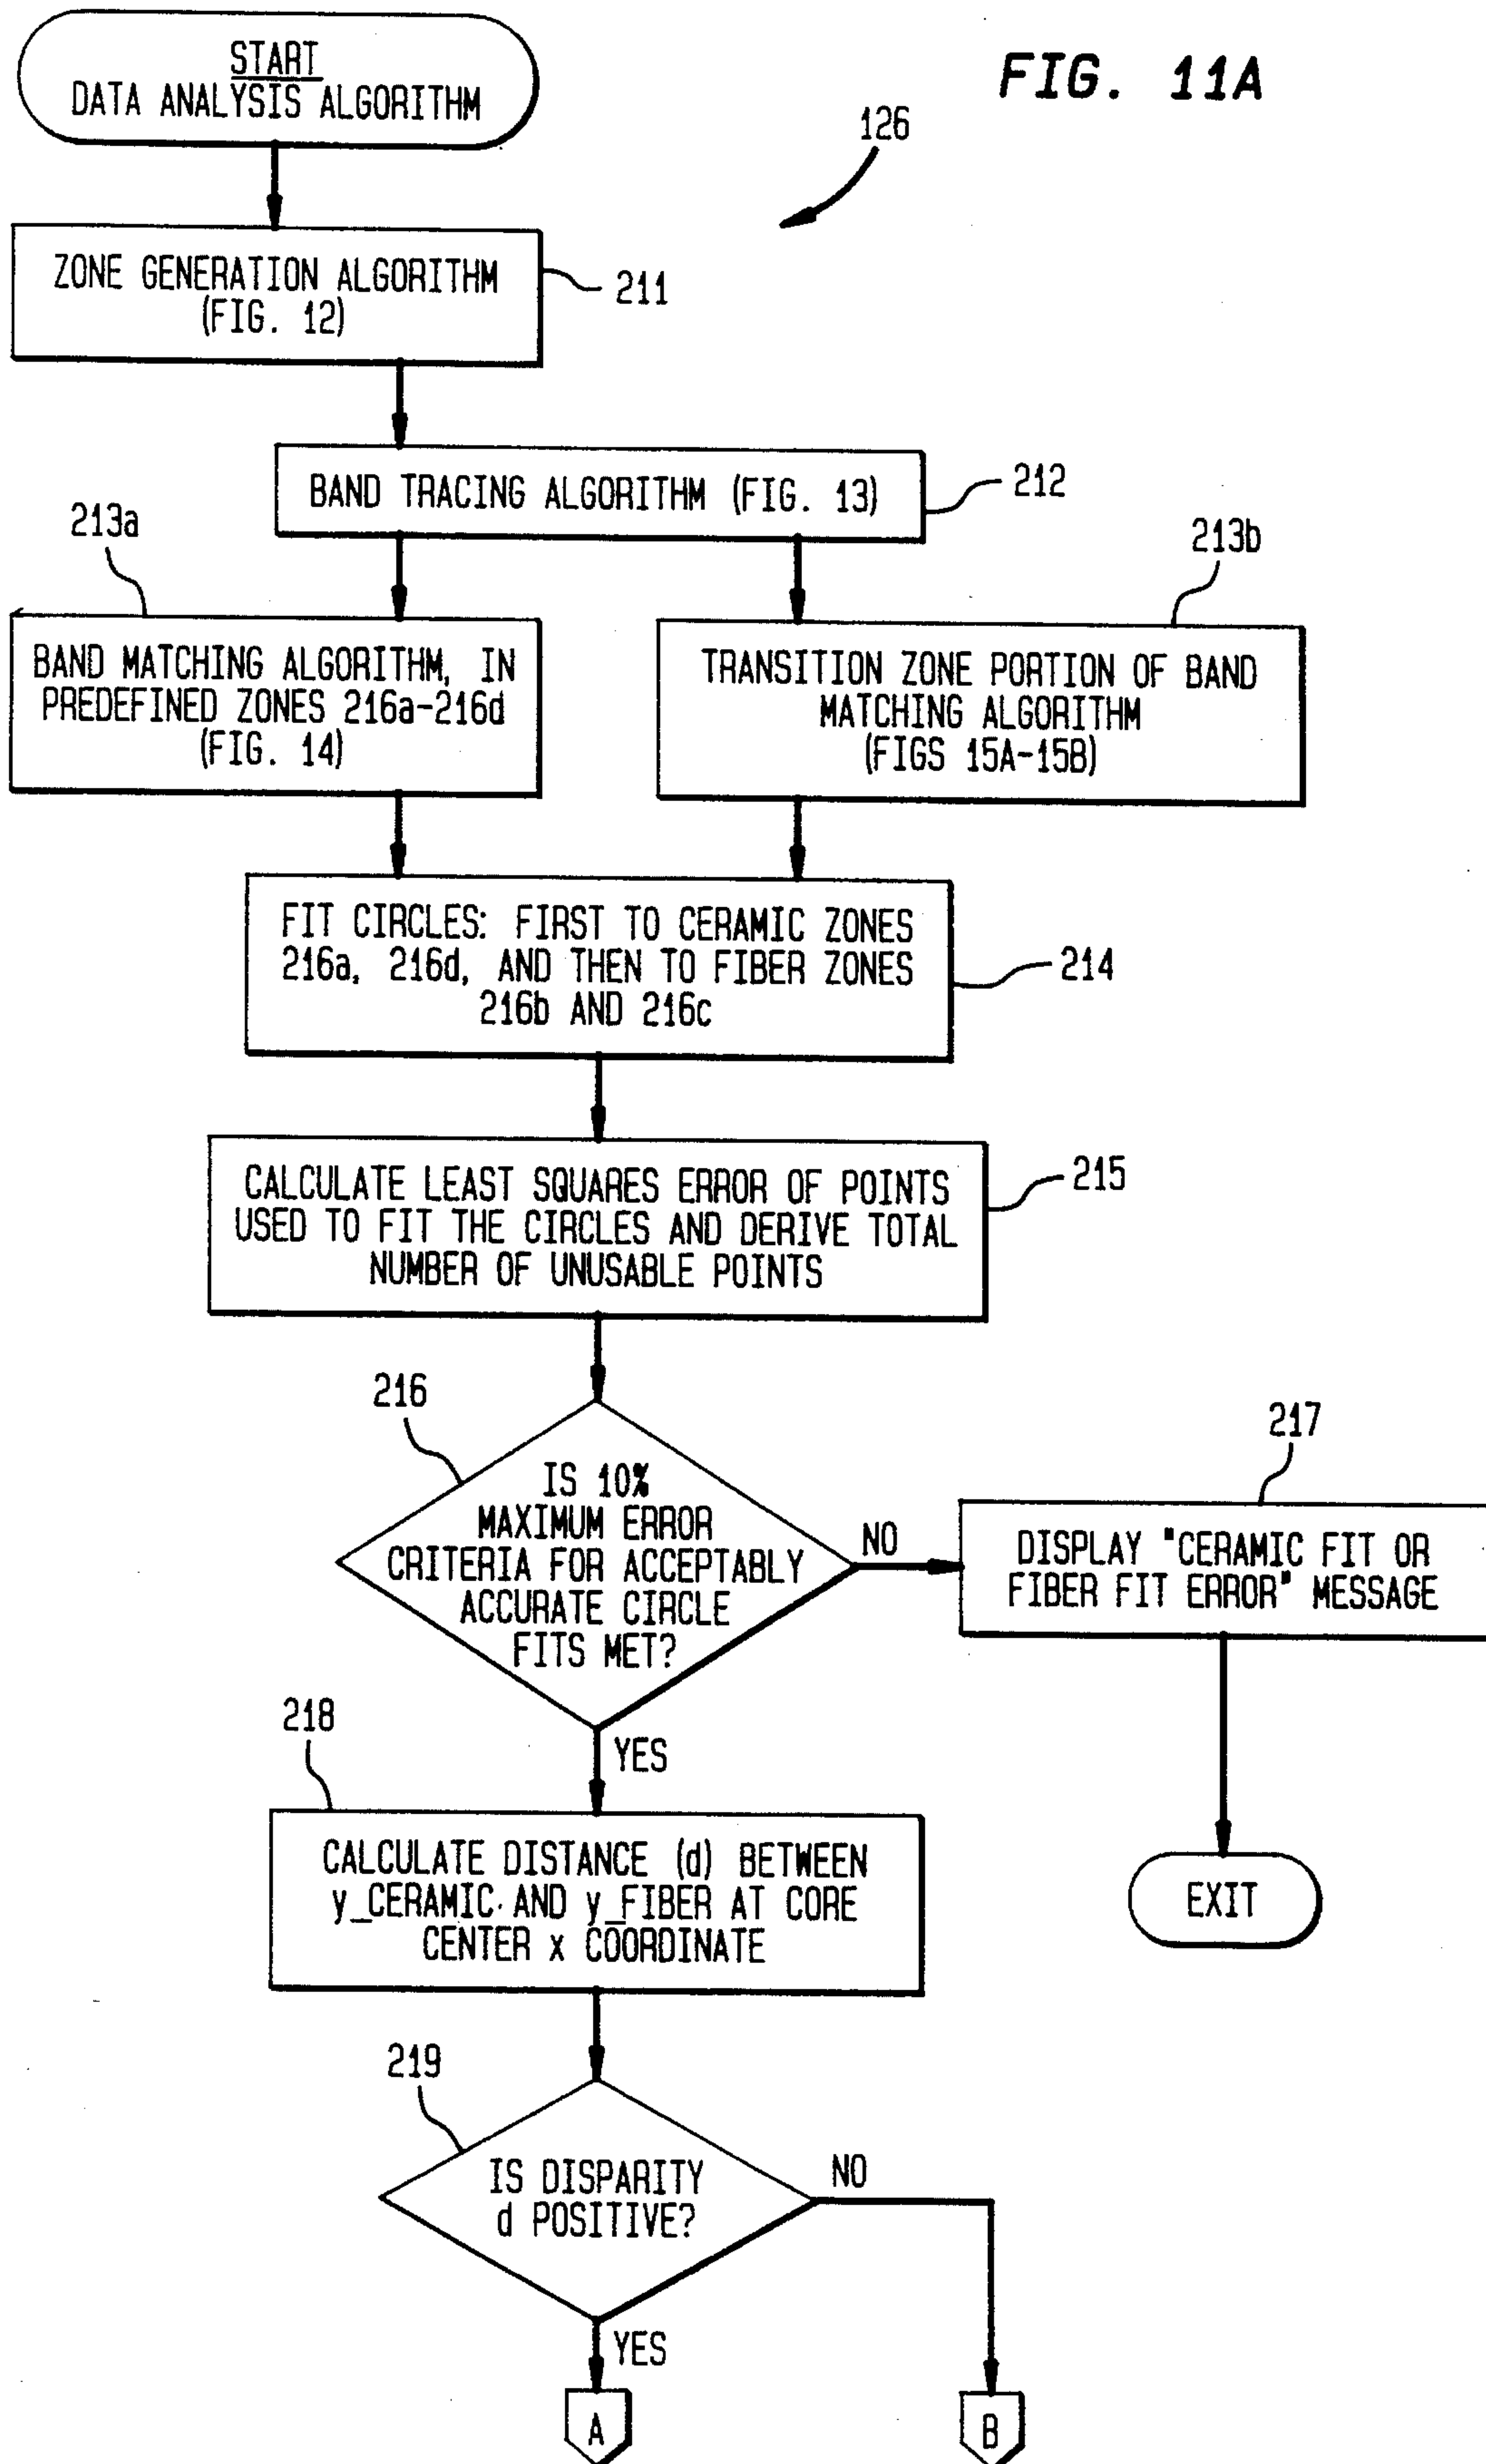 FIG. 11A
START
DATA ANALYSIS ALGORITHM
126
ZONE GENERATION ALGORITHM
(FIG. 12)
211
BAND TRACING ALGORITHM (FIG. 13)
212
213a
BAND MATCHING ALGORITHM, IN
PREDEFINED ZONES 216a-216d
(FIG. 14)
213b
TRANSITION ZONE PORTION OF BAND
MATCHING ALGORITHM
(FIGS 15A-15B)
FIT CIRCLES: FIRST TO CERAMIC ZONES
216a, 216d, AND THEN TO FIBER ZONES
216b AND 216c
214
CALCULATE LEAST SQUARES ERROR OF POINTS
USED TO FIT THE CIRCLES AND DERIVE TOTAL
NUMBER OF UNUSABLE POINTS
215
216
IS 10%
MAXIMUM ERROR
CRITERIA FOR ACCEPTABLY
ACCURATE CIRCLE
FITS MET?
NO
217
DISPLAY "CERAMIC FIT OR
FIBER FIT ERROR" MESSAGE
EXIT
YES
218
CALCULATE DISTANCE (d) BETWEEN
y_CERAMIC AND y_FIBER AT CORE
CENTER x COORDINATE
219
IS DISPARITY
d POSITIVE?
NO
YES
A
B